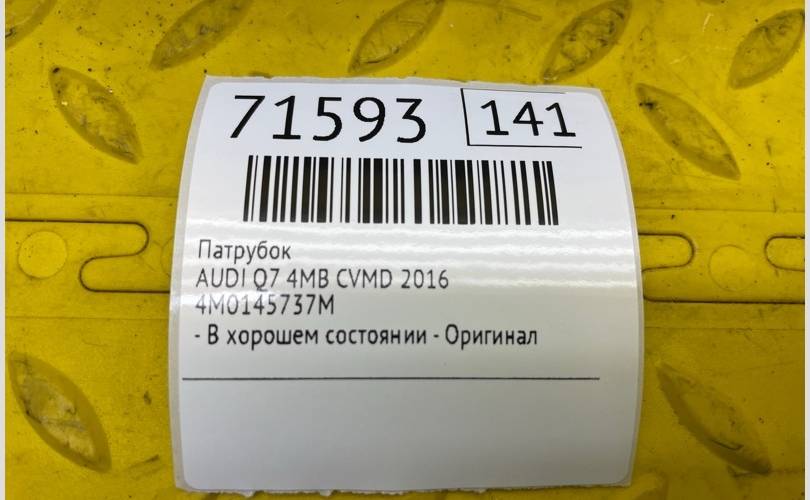 71593 141
Патрубок
AUDI Q7 4MB CVMD 2016
4M0145737M
- В хорошем состоянии - Оригинал